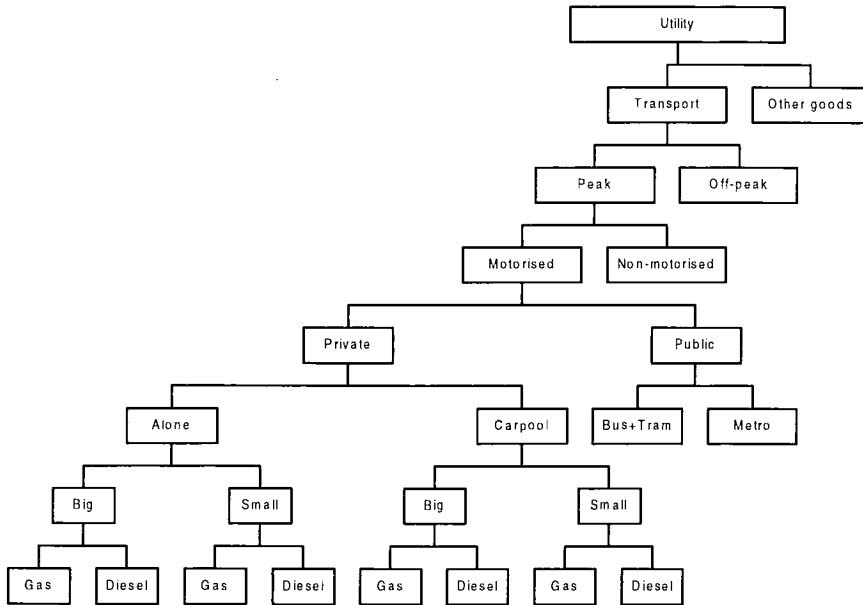 Utility
Transport
Other goods
Peak
Off-peak
Motorised
Non-motorised
Private
Public
Alone
Carpool
Bus+Tram
Metro
Big
Small
Big
Small
Gas
Diesel
Gas
Diesel
Gas
Diesel
Gas
Diesel